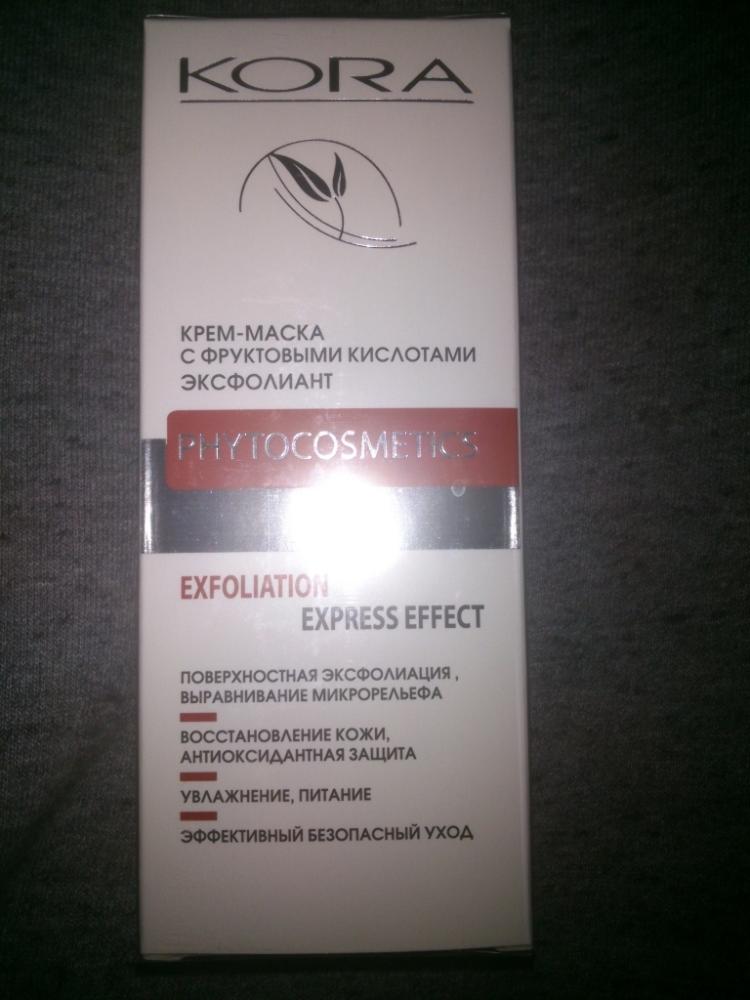 KORA
КРЕМ-МАСКА
С ФРУКТОВЫМИ КИСЛОТАМИ
ЭКСФОЛИАНТ
PHYTOCOSMETICS
EXFOLIATION
EXPRESS EFFECT
ПОВЕРХНОСТНАЯ ЭКСФОЛИАЦИЯ ,
ВЫРАВНИВАНИЕ МИКРОРЕЛЬЕФА
ВОССТАНОВЛЕНИЕ КОЖИ,
АНТИОКСИДАНТНАЯ ЗАЩИТА
УВЛАЖНЕНИЕ, ПИТАНИЕ
ЭФФЕКТИВНЫЙ БЕЗОПАСНЫЙ УХОД